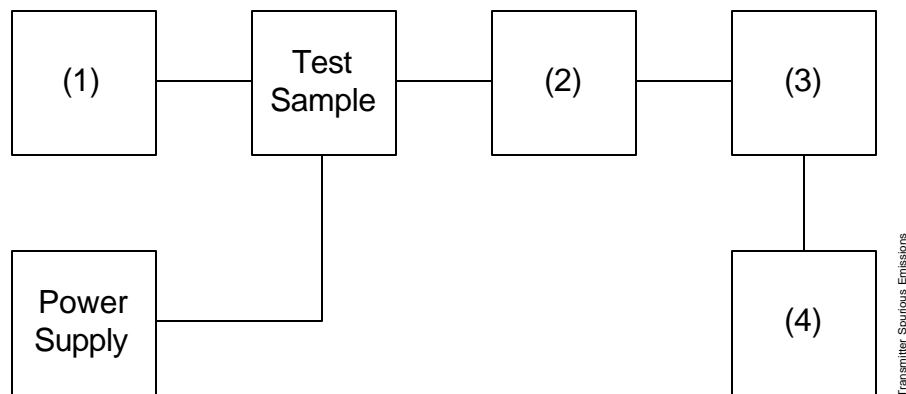 (1)
Test
Sample
(2)
(3)
Power
Supply
(4)
Transmitter Spurious Emissions